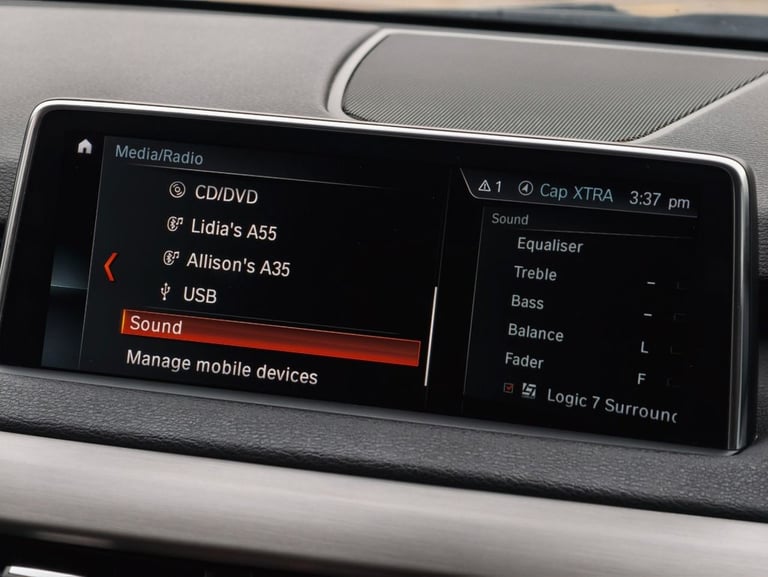 Media/Radio
CD/DVD
Lidia's A55
Allison's A35
USB
Sound
Manage mobile devices
1 Cap XTRA 3:37 pm
Sound
Equaliser
Treble –
Bass –
Balance L
Fader F
Logic 7